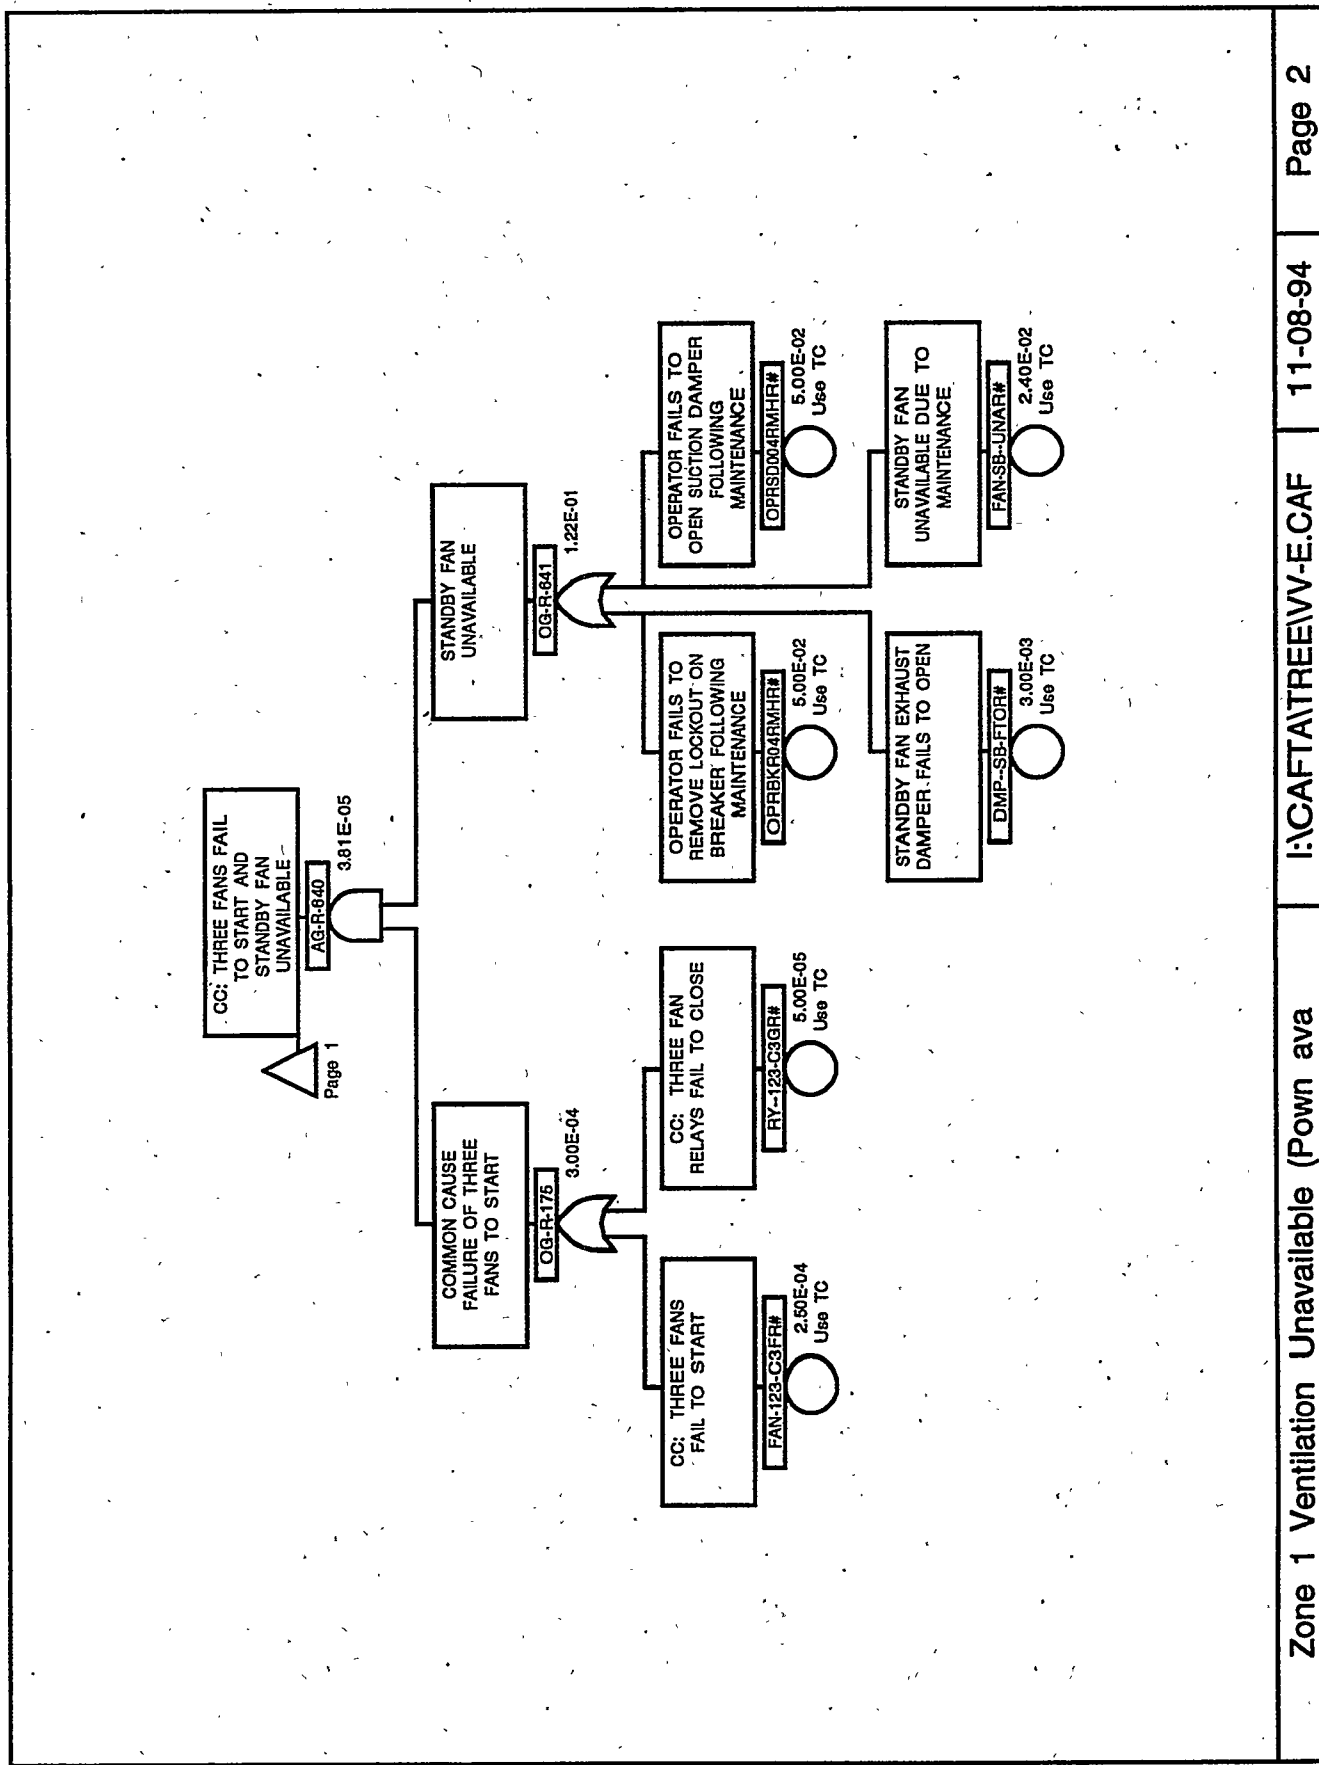 CC: THREE FANS FAIL
TO START AND
STANDBY FAN
UNAVAILABLE
AG-R-640
3.81E-05
Page 1
COMMON CAUSE
FAILURE OF THREE
FANS TO START
OG-R-175
3.00E-04
STANDBY FAN
UNAVAILABLE
OG-R-641
1.22E-01
CC: THREE FANS
FAIL TO START
FAN-123-C3FR#
2.50E-04
Use TC
CC: THREE FAN
RELAYS FAIL TO CLOSE
RY--123-C3GR#
5.00E-05
Use TC
OPERATOR FAILS TO
REMOVE LOCKOUT ON
BREAKER FOLLOWING
MAINTENANCE
OPRBKR04RMHR#
5.00E-02
Use TC
OPERATOR FAILS TO
OPEN SUCTION DAMPER
FOLLOWING
MAINTENANCE
OPRSD004RMHR#
5.00E-02
Use TC
STANDBY FAN EXHAUST
DAMPER FAILS TO OPEN
DMP--SB-FTOR#
3.00E-03
Use TC
STANDBY FAN
UNAVAILABLE DUE TO
MAINTENANCE
FAN-SB--UNAR#
2.40E-02
Use TC
Zone 1 Ventilation Unavailable (Pown ava
I:\CAFTA\TREE\VV-E.CAF
11-08-94
Page 2